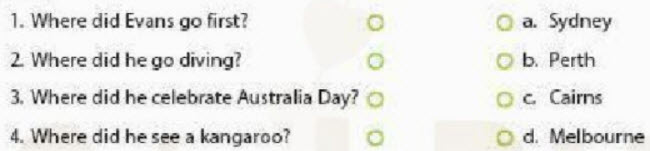 1. Where did Evans go first? a. Sydney
2. Where did he go diving? b. Perth
3. Where did he celebrate Australia Day? c. Cairns
4. Where did he see a kangaroo? d. Melbourne